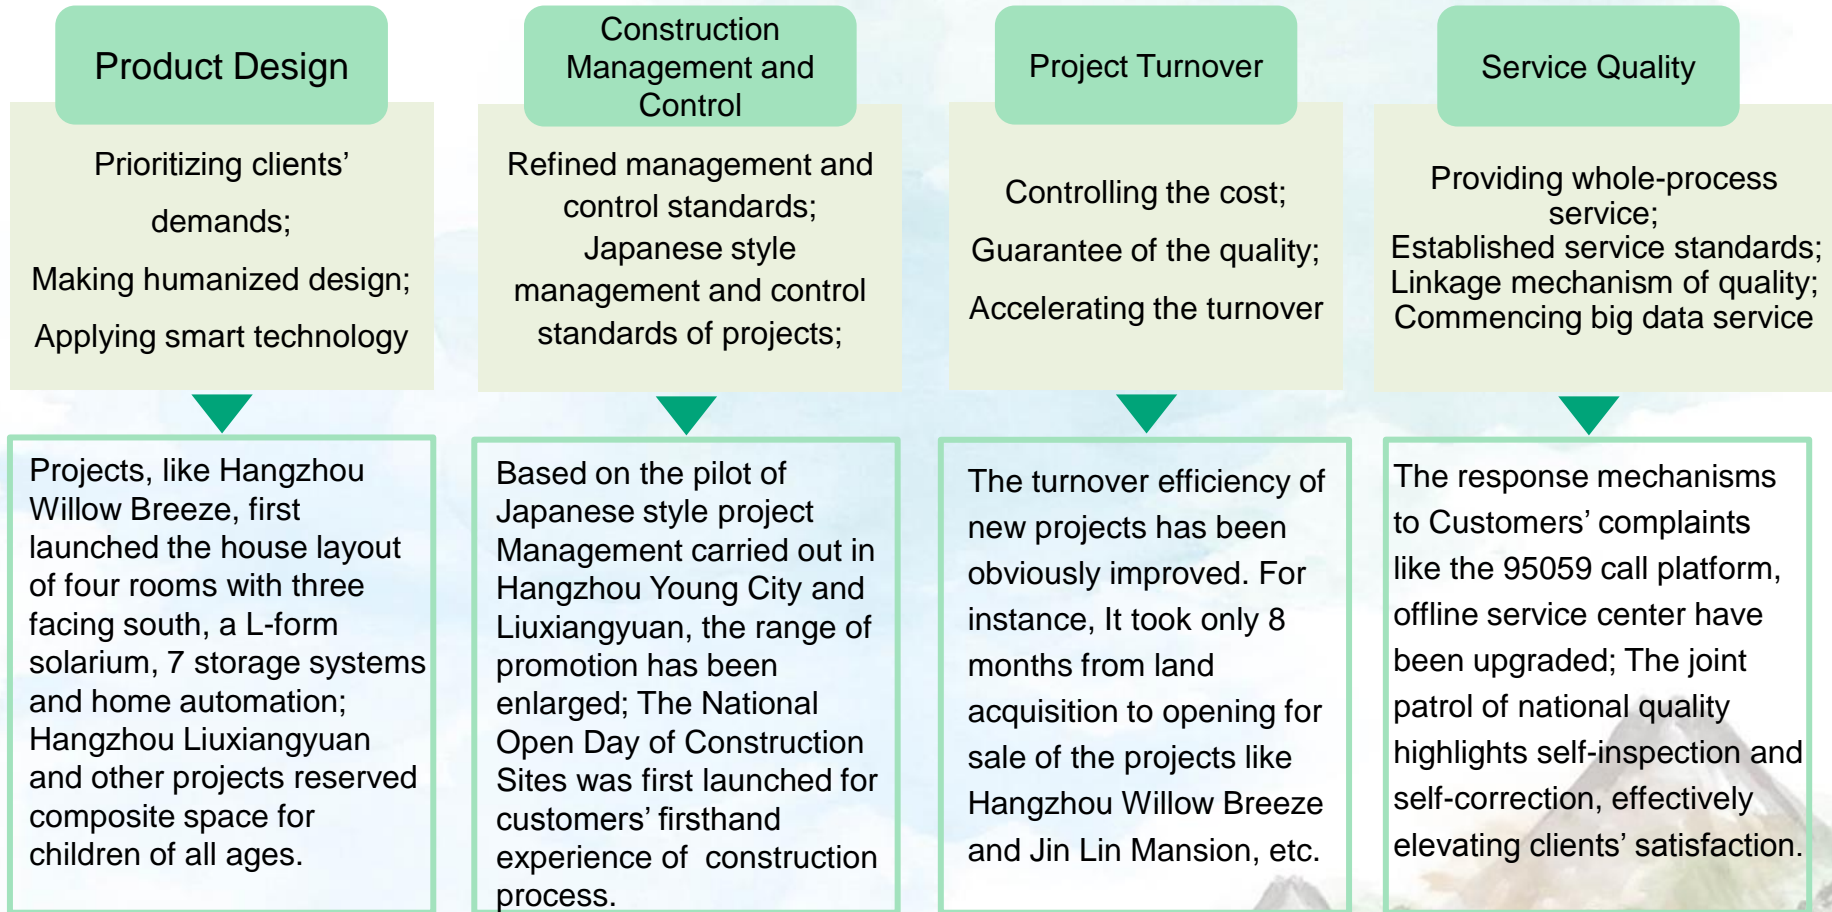 Product Design
Prioritizing clients’
demands;
Making humanized design;
Applying smart technology
Projects, like Hangzhou
Willow Breeze, first
launched the house layout
of four rooms with three
facing south, a L-form
solarium, 7 storage systems
and home automation;
Hangzhou Liuxiangyuan
and other projects reserved
composite space for
children of all ages.
Construction
Management and
Control
Refined management and
control standards;
Japanese style
management and control
standards of projects;
Based on the pilot of
Japanese style project
Management carried out in
Hangzhou Young City and
Liuxiangyuan, the range of
promotion has been
enlarged; The National
Open Day of Construction
Sites was first launched for
customers’ firsthand
experience of construction
process.
Project Turnover
Controlling the cost;
Guarantee of the quality;
Accelerating the turnover
The turnover efficiency of
new projects has been
obviously improved. For
instance, It took only 8
months from land
acquisition to opening for
sale of the projects like
Hangzhou Willow Breeze
and Jin Lin Mansion, etc.
Service Quality
Providing whole-process
service;
Established service standards;
Linkage mechanism of quality;
Commencing big data service
The response mechanisms
to Customers’ complaints
like the 95059 call platform,
offline service center have
been upgraded; The joint
patrol of national quality
highlights self-inspection and
self-correction, effectively
elevating clients’ satisfaction.